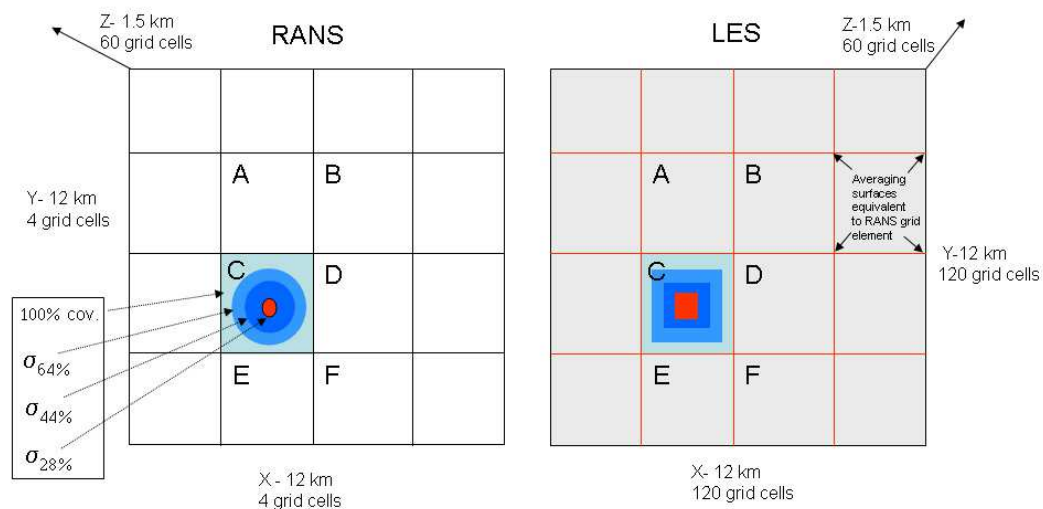 Z- 1.5 km
60 grid cells
RANS
Y- 12 km
4 grid cells
A
B
C
D
E
F
100% cov.
σ64%
σ44%
σ28%
X - 12 km
4 grid cells
LES
Z-1.5 km
60 grid cells
A
B
Averaging
surfaces
equivalent
to RANS grid
element
C
D
Y-12 km
120 grid cells
E
F
X- 12 km
120 grid cells